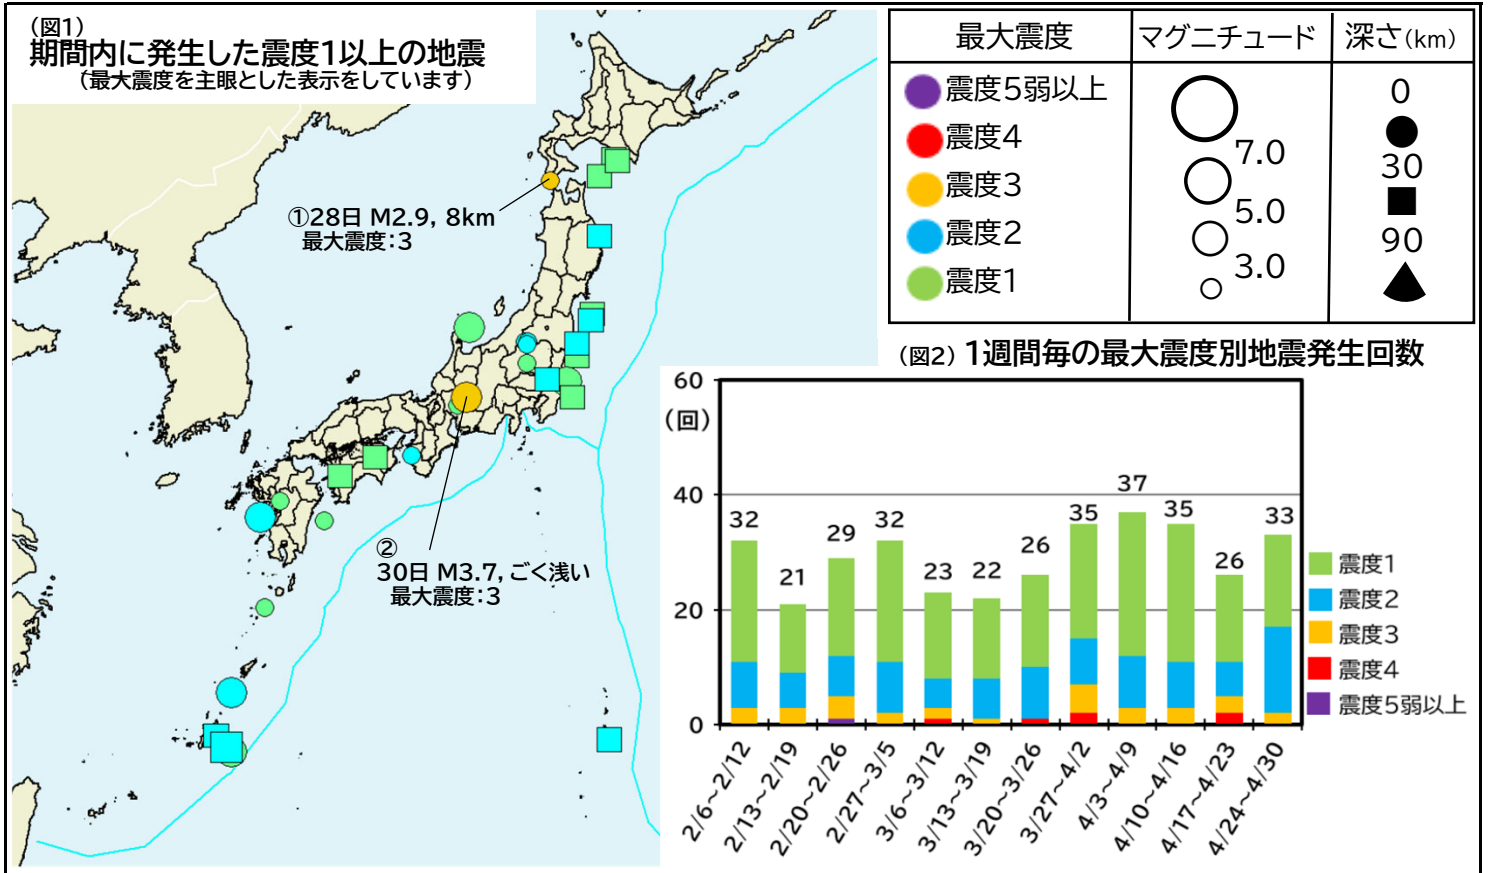 (図1)
期間内に発生した震度1以上の地震
(最大震度を主眼とした表示をしています)
①28日 M2.9, 8km
最大震度:3
②
30日 M3.7, ごく浅い
最大震度:3
最大震度 マグニチュード 深さ(km)
震度5弱以上
震度4
震度3
震度2
震度1
7.0
5.0
3.0
0
30
90
(図2) 1週間毎の最大震度別地震発生回数
60
(回)
40
20
0
32 21 29 32 23 22 26 35 37 35 26 33
2/6~2/12
2/13~2/19
2/20~2/26
2/27~3/5
3/6~3/12
3/13~3/19
3/20~3/26
3/27~4/2
4/3~4/9
4/10~4/16
4/17~4/23
4/24~4/30
震度1
震度2
震度3
震度4
震度5弱以上